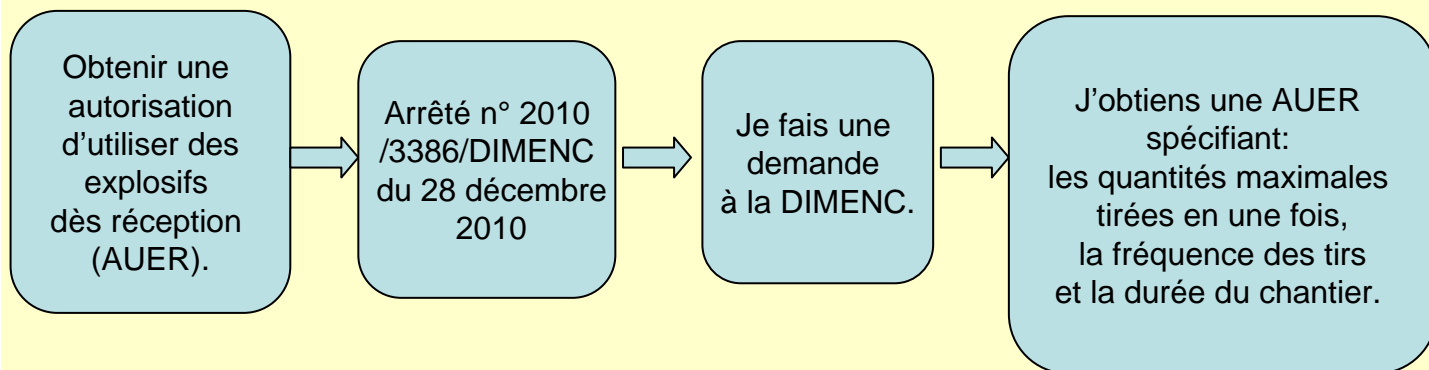 Obtenir une
autorisation
d'utiliser des
explosifs
dès réception
(AUER).
Arrêté n° 2010
/3386/DIMENC
du 28 décembre
2010
Je fais une
demande
à la DIMENC.
J'obtiens une AUER
spécifiant:
les quantités maximales
tirées en une fois,
la fréquence des tirs
et la durée du chantier.